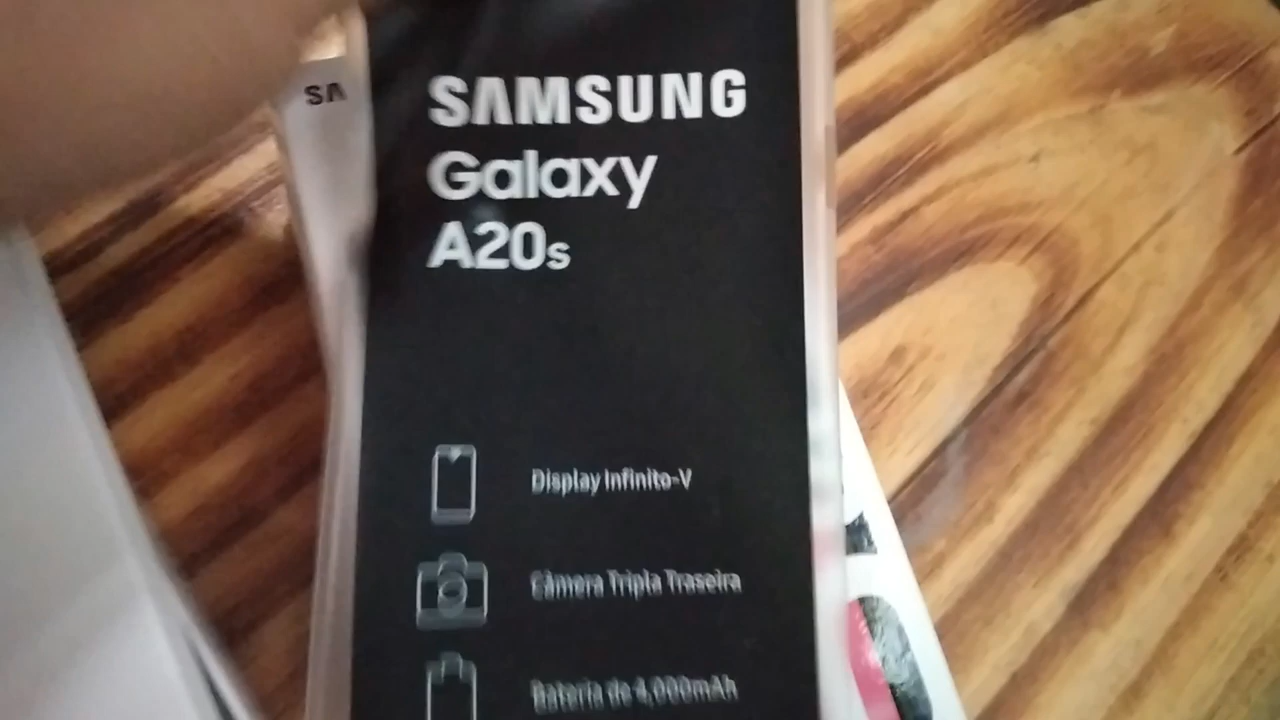 SAMSUNG
Galaxy
A20s
SA
Display Infinito-V
Câmera Tripla Traseira
Bateria de 4,000mAh